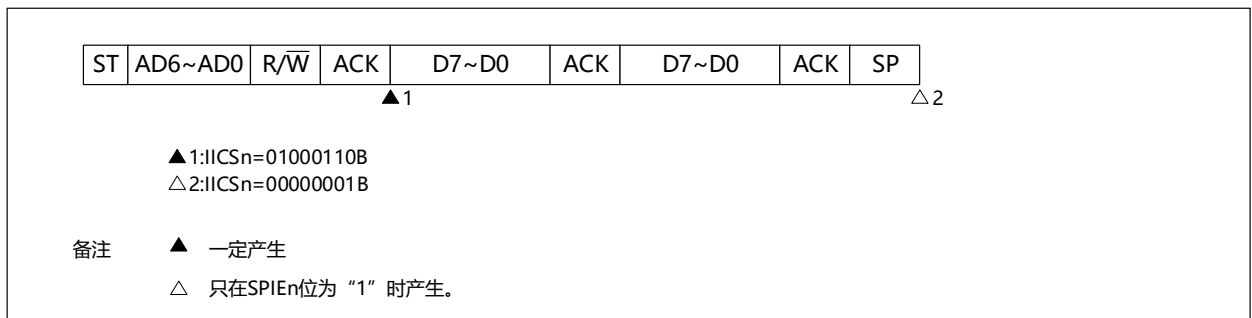 ST AD6~AD0 R/W̅ ACK D7~D0 ACK D7~D0 ACK SP
▲1 △2
▲1:IICSn=01000110B
△2:IICSn=00000001B
备注 ▲ 一定产生
△ 只在SPIEn位为“1”时产生。